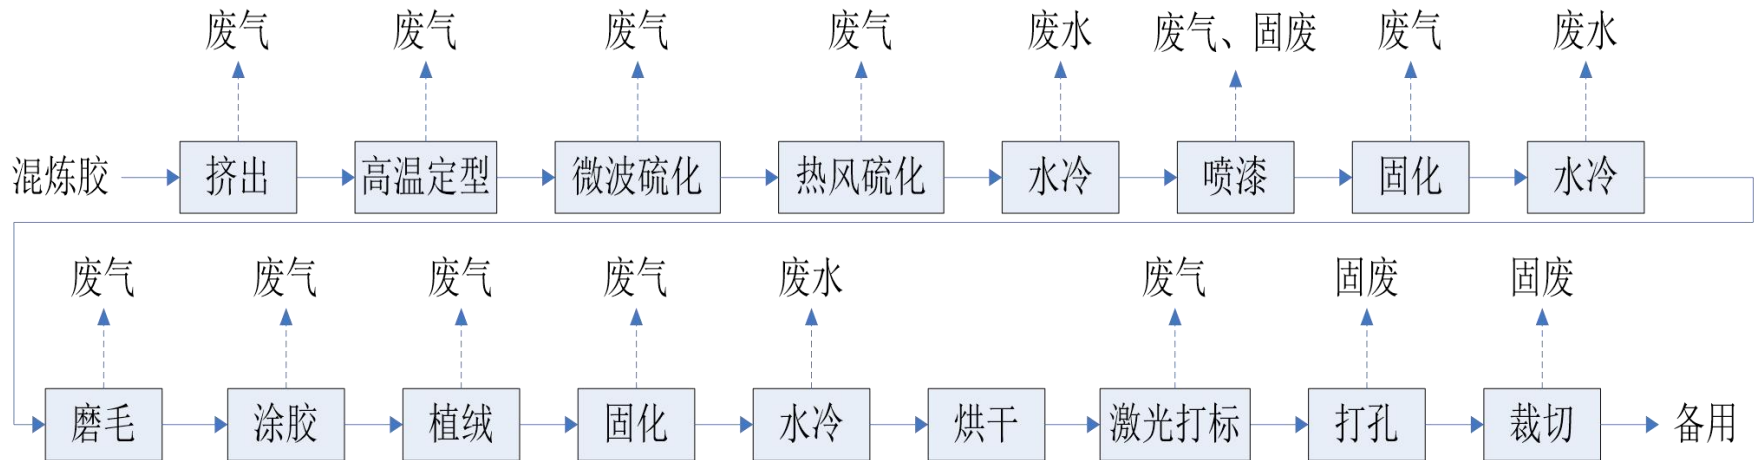 废气 废气 废气 废气 废水 废气、固废 废气 废水
混炼胶 挤出 高温定型 微波硫化 热风硫化 水冷 喷漆 固化 水冷
废气 废气 废气 废气 废水 废气 固废 固废
磨毛 涂胶 植绒 固化 水冷 烘干 激光打标 打孔 裁切 备用